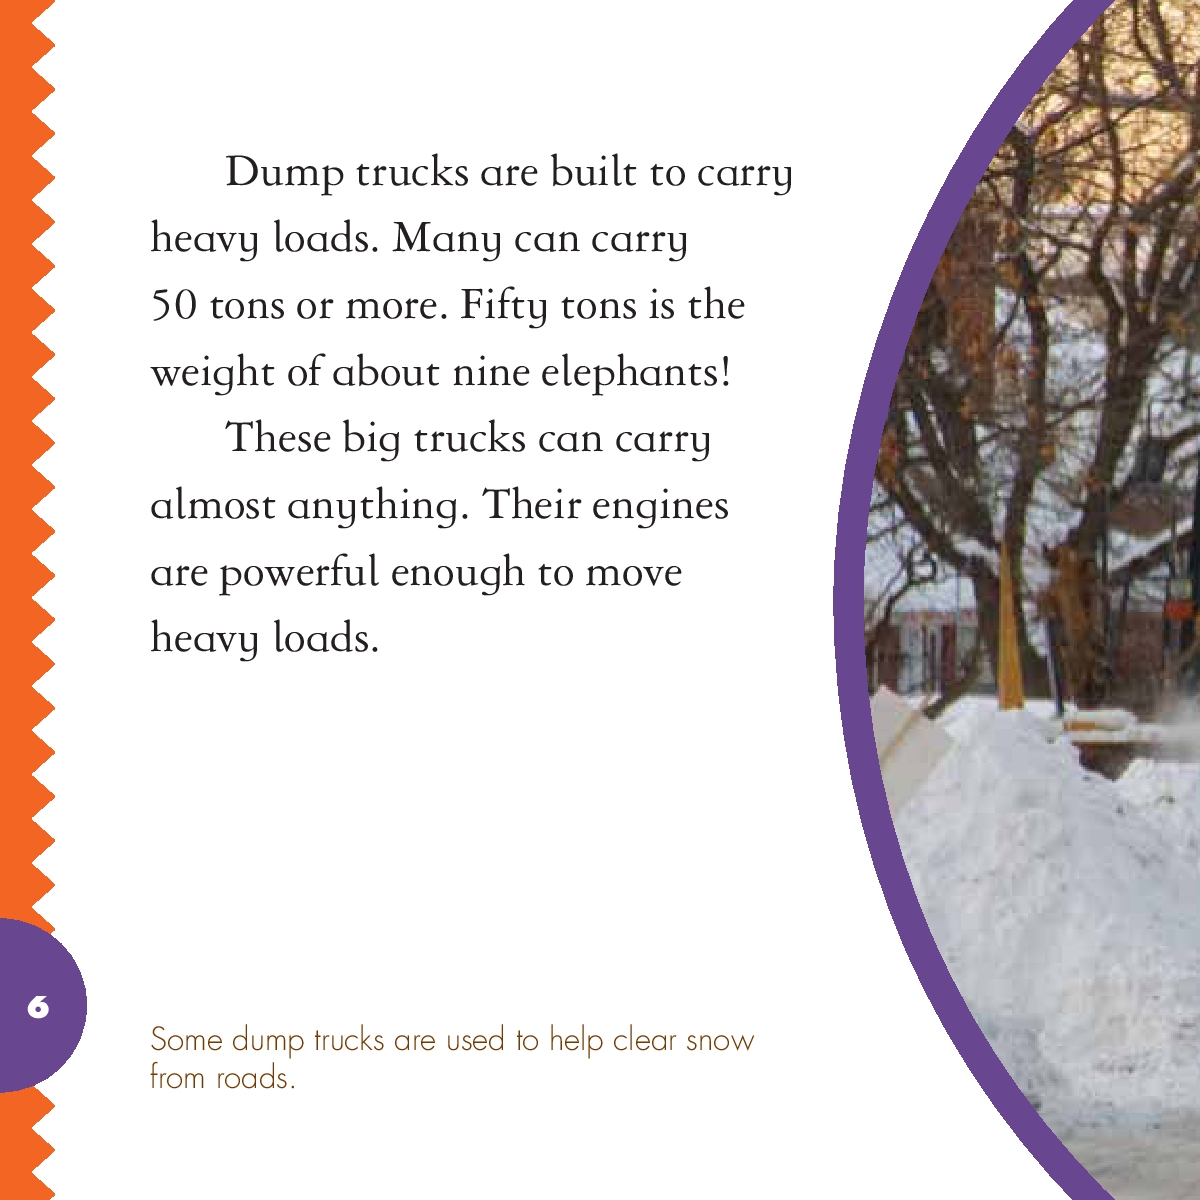 Dump trucks are built to carry
heavy loads. Many can carry
50 tons or more. Fifty tons is the
weight of about nine elephants!
These big trucks can carry
almost anything. Their engines
are powerful enough to move
heavy loads.
6
Some dump trucks are used to help clear snow
from roads.